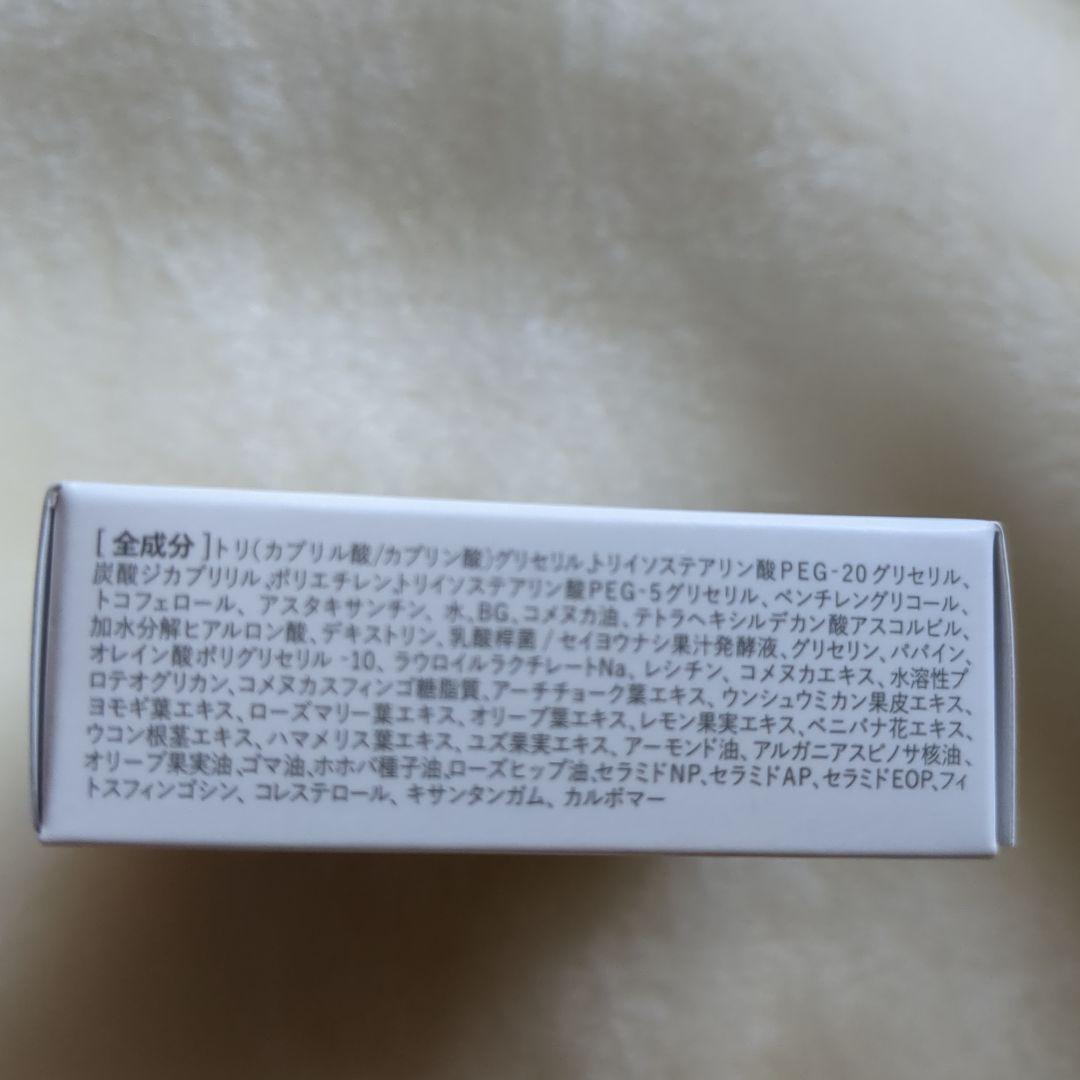 [ 全成分 ]トリ(カプリル酸/カプリン酸)グリセリル、トリイソステアリン酸PEG-20グリセリル、
炭酸ジカプリリル、ポリエチレン、トリイソステアリン酸PEG-5グリセリル、ペンチレングリコール、
トコフェロール、 アスタキサンチン、水、BG、コメヌカ油、テトラヘキシルデカン酸アスコルビル、
加水分解ヒアルロン酸、デキストリン、乳酸桿菌/セイヨウナシ果汁発酵液、グリセリン、パパイン、
オレイン酸ポリグリセリル -10、ラウロイルラクチレートNa、レシチン、コメヌカエキス、水溶性プ
ロテオグリカン、コメヌカスフィンゴ糖脂質、アーチチョーク葉エキス、ウンシュウミカン果皮エキス、
ヨモギ葉エキス、ローズマリー葉エキス、オリーブ葉エキス、レモン果実エキス、ベニバナ花エキス、
ウコン根茎エキス、ハマメリス葉エキス、ユズ果実エキス、アーモンド油、アルガニアスピノサ核油、
オリーブ果実油、ゴマ油、ホホバ種子油、ローズヒップ油、セラミドNP、セラミドAP、セラミドEOP、フィ
トスフィンゴシン、コレステロール、キサンタンガム、カルボマー